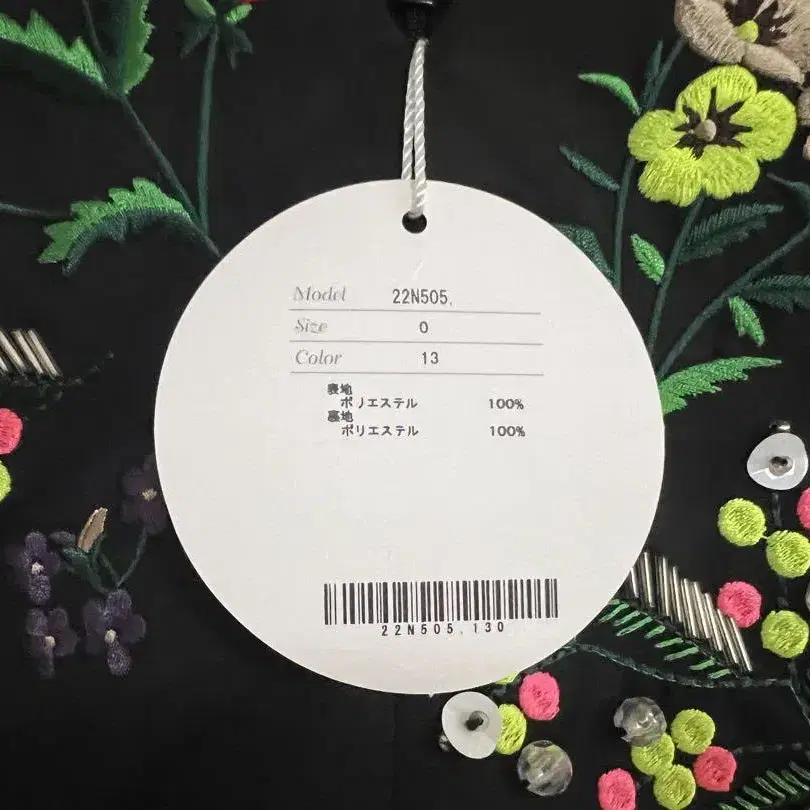 Model 22N505.
Size 0
Color 13
表地
ポリエステル 100%
裏地
ポリエステル 100%
22N505.130